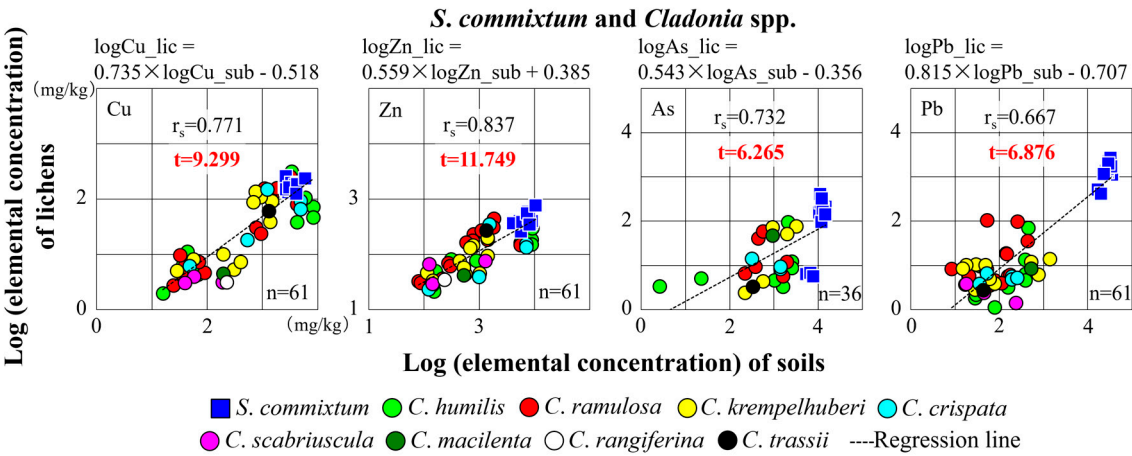 S. commixtum and Cladonia spp.
logCu_lic =
0.735×logCu_sub - 0.518
logZn_lic =
0.559×logZn_sub + 0.385
logAs_lic =
0.543×logAs_sub - 0.356
logPb_lic =
0.815×logPb_sub - 0.707
Log (elemental concentration)
of lichens
(mg/kg)
Cu
rs=0.771
t=9.299
n=61
2
0
0
2
(mg/kg)
Zn
rs=0.837
t=11.749
n=61
3
1
1
3
As
rs=0.732
t=6.265
n=36
4
2
0
0
2
4
Pb
rs=0.667
t=6.876
n=61
4
2
0
0
2
4
Log (elemental concentration) of soils
S. commixtum C. humilis C. ramulosa C. krempelhuberi C. crispata
C. scabriuscula C. macilenta C. rangiferina C. trassii ----Regression line